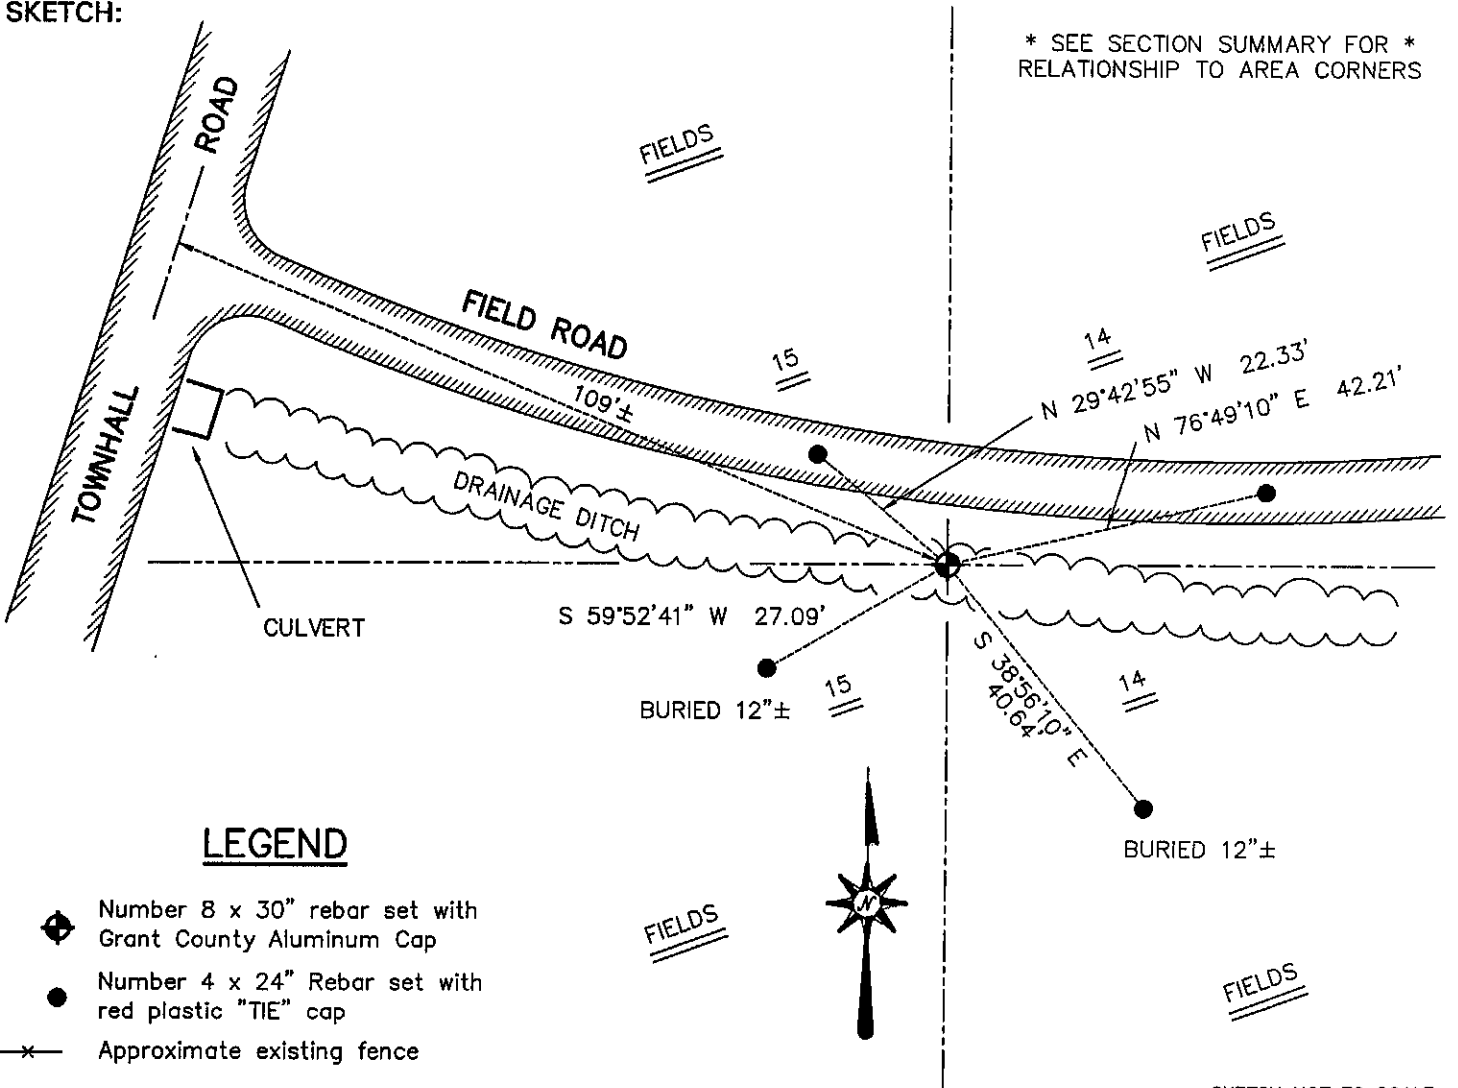 SKETCH:
* SEE SECTION SUMMARY FOR *
RELATIONSHIP TO AREA CORNERS
ROAD
FIELDS
FIELDS
FIELD ROAD
15
14
N 29°42'55" W 22.33'
N 76°49'10" E 42.21'
109'±
TOWNHALL
DRAINAGE DITCH
CULVERT
S 59°52'41" W 27.09'
S 38°56'10" E
40.64'
15
14
BURIED 12"±
BURIED 12"±
LEGEND
Number 8 x 30" rebar set with
Grant County Aluminum Cap
Number 4 x 24" Rebar set with
red plastic "TIE" cap
Approximate existing fence
N
FIELDS
FIELDS